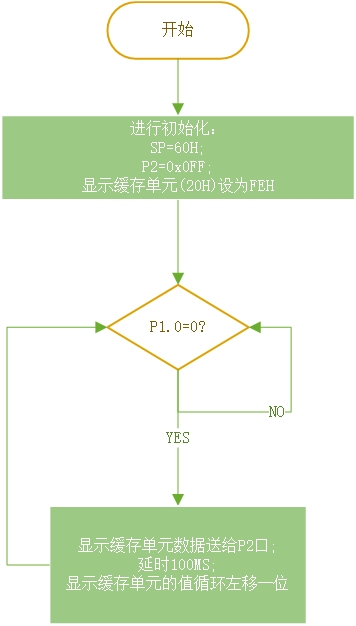 开始
进行初始化：
SP=60H;
P2=0x0FF;
显示缓存单元(20H)设为FEH
P1.0=0?
NO
YES
显示缓存单元数据送给P2口;
延时100MS;
显示缓存单元的值循环左移一位